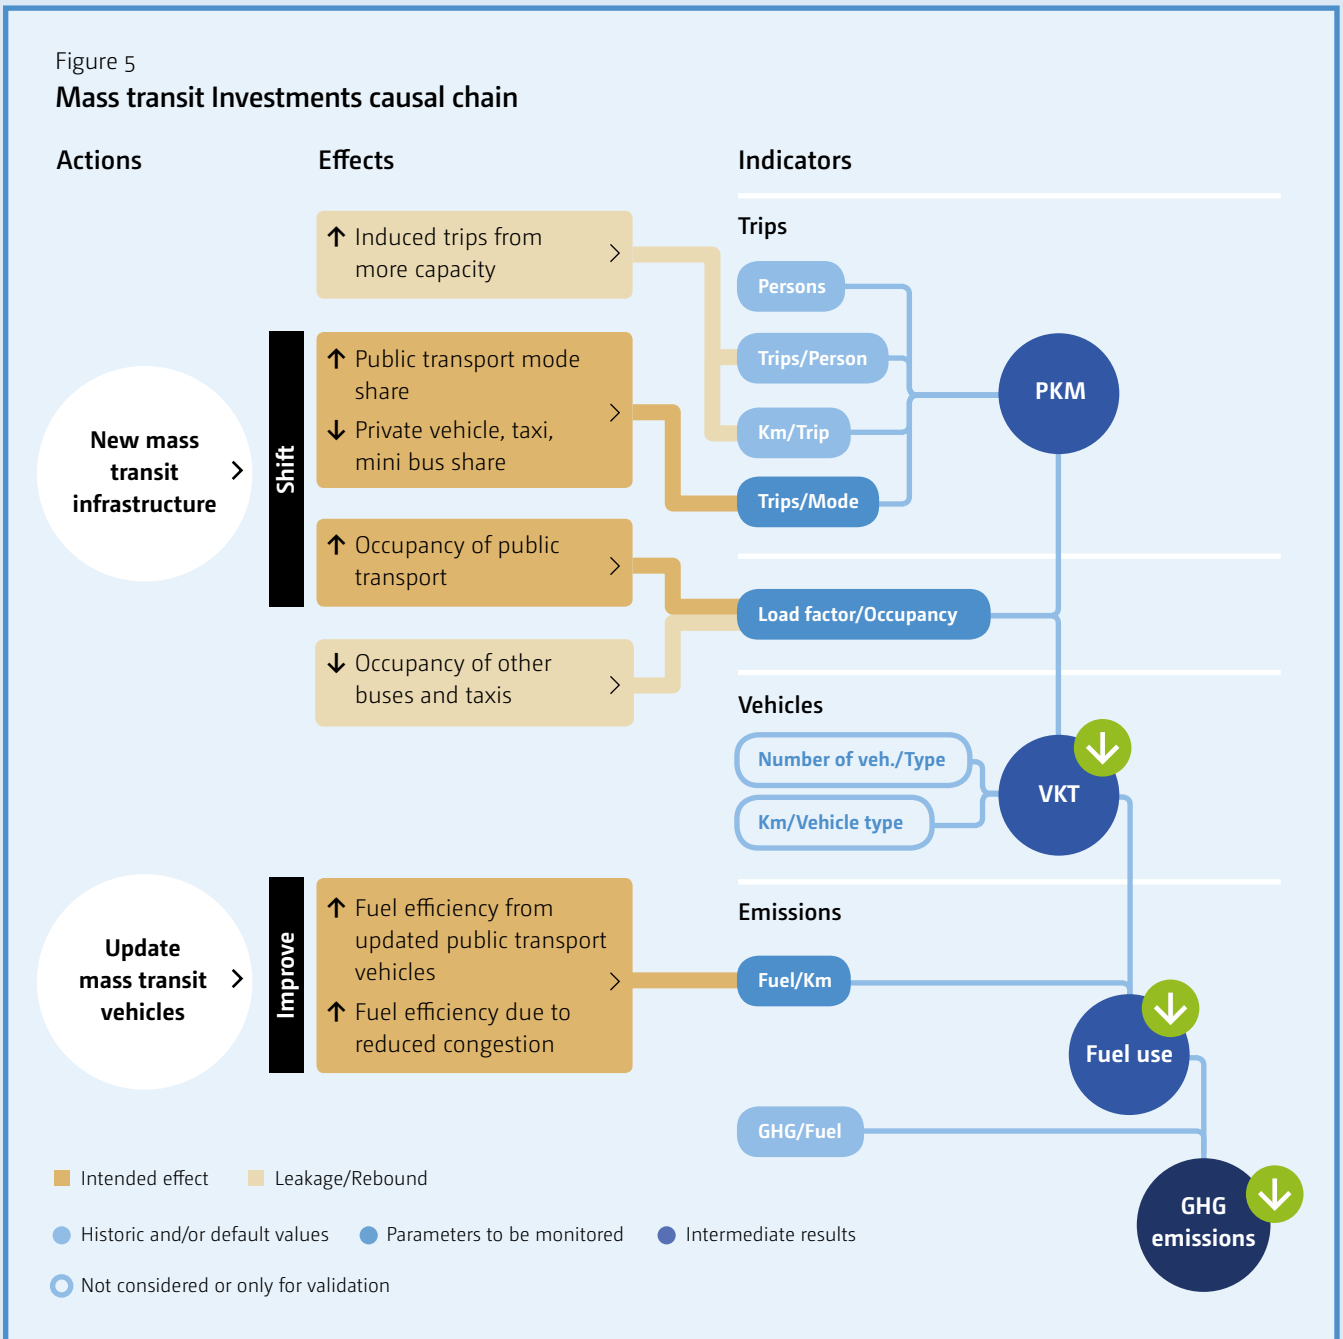 Figure 5
Mass transit Investments causal chain
Actions
Effects
Indicators
↑ Induced trips from
more capacity
Trips
Persons
Trips/Person
Km/Trip
Trips/Mode
PKM
New mass
transit
infrastructure
Shift
↑ Public transport mode
share
↓ Private vehicle, taxi,
mini bus share
↑ Occupancy of public
transport
Load factor/Occupancy
↓ Occupancy of other
buses and taxis
Vehicles
Number of veh./Type
Km/Vehicle type
VKT
Update
mass transit
vehicles
Improve
↑ Fuel efficiency from
updated public transport
vehicles
↑ Fuel efficiency due to
reduced congestion
Emissions
Fuel/Km
Fuel use
GHG/Fuel
GHG
emissions
Intended effect
Leakage/Rebound
Historic and/or default values
Parameters to be monitored
Intermediate results
Not considered or only for validation